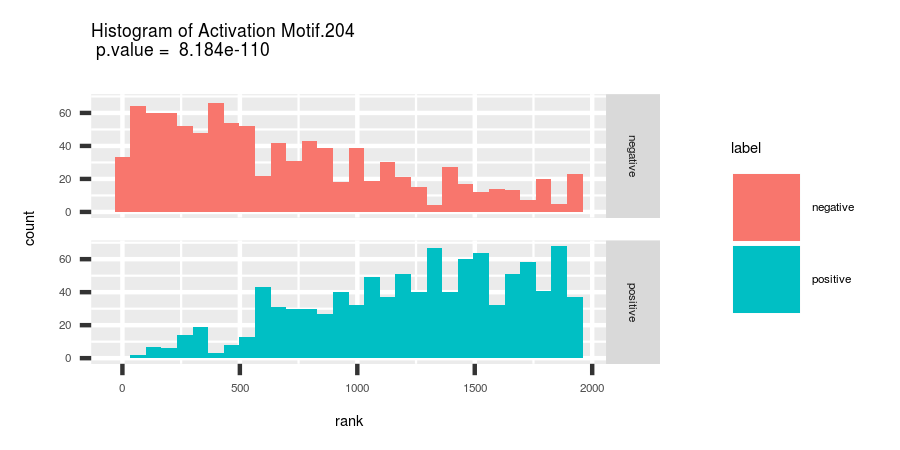 Histogram of Activation Motif.204
p.value = 8.184e-110
count
60
40
20
0
negative
60
40
20
0
positive
0 500 1000 1500 2000
rank
label
negative
positive